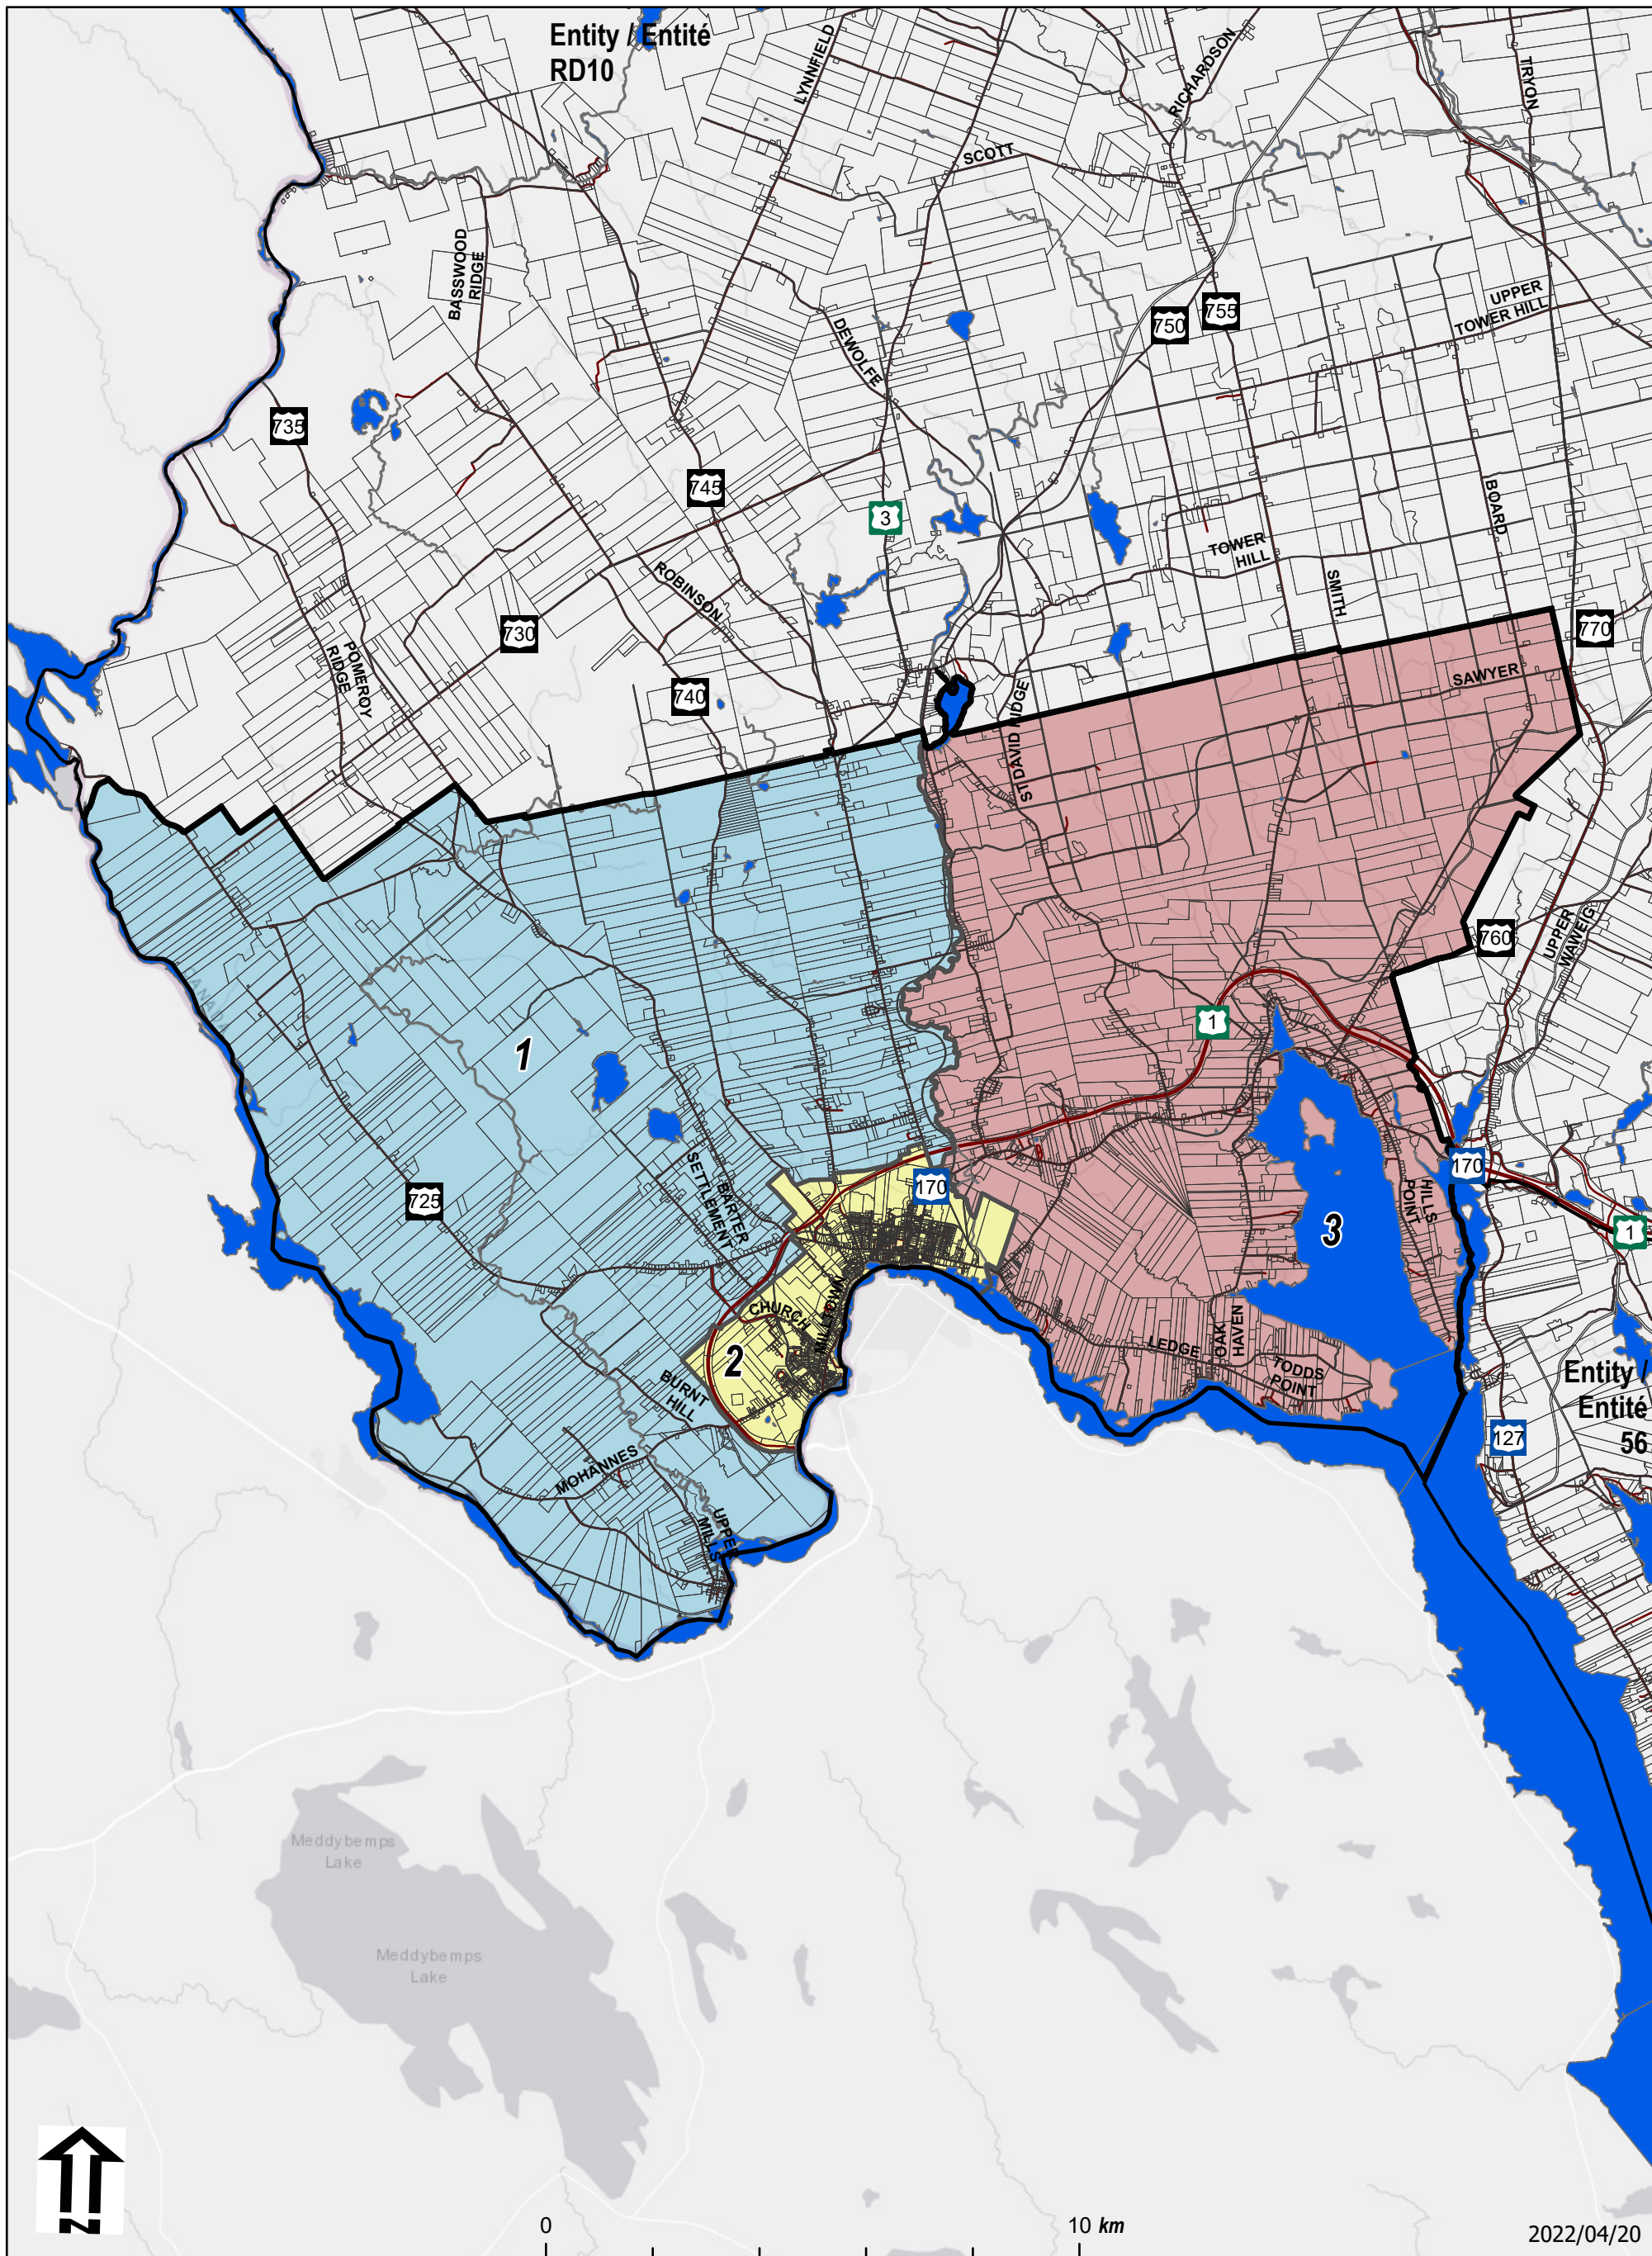 Entity / Entité
RD10
LYNNFIELD
RICHARDSON
TRYON
SCOTT
BASSWOOD
RIDGE
UPPER
TOWER HILL
755
750
DEWOLFE
735
745
3
BOARD
TOWER
HILL
ROBINSON
SMITH
730
770
POMEROY
RIDGE
740
SAWYER
ST DAVID RIDGE
760
UPPER
WAWEIG
CANADA
1
1
725
BARTER
SETTLEMENT
170
170
HILLS
POINT
3
1
CHURCH
MILLTOWN
2
OAK
HAVEN
LEDGE
TODDS
POINT
BURNT
HILL
Entity /
Entité
56
127
MOHANNES
UPPER
MILLS
Meddybemps
Lake
Meddybemps
Lake
N
0
10 km
2022/04/20